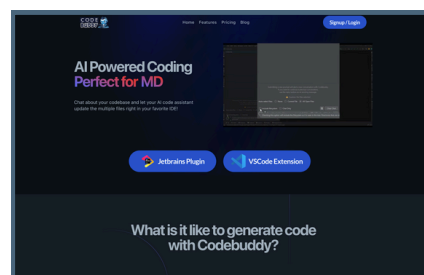 CODE
BUDDY
Home Features Pricing Blog
Signup / Login
AI Powered Coding
Perfect for MD
Chat about your codebase and let your AI code assistant
update the multiple files right in your favorite IDE!
Jetbrains Plugin
VSCode Extension
What is it like to generate code
with Codebuddy?